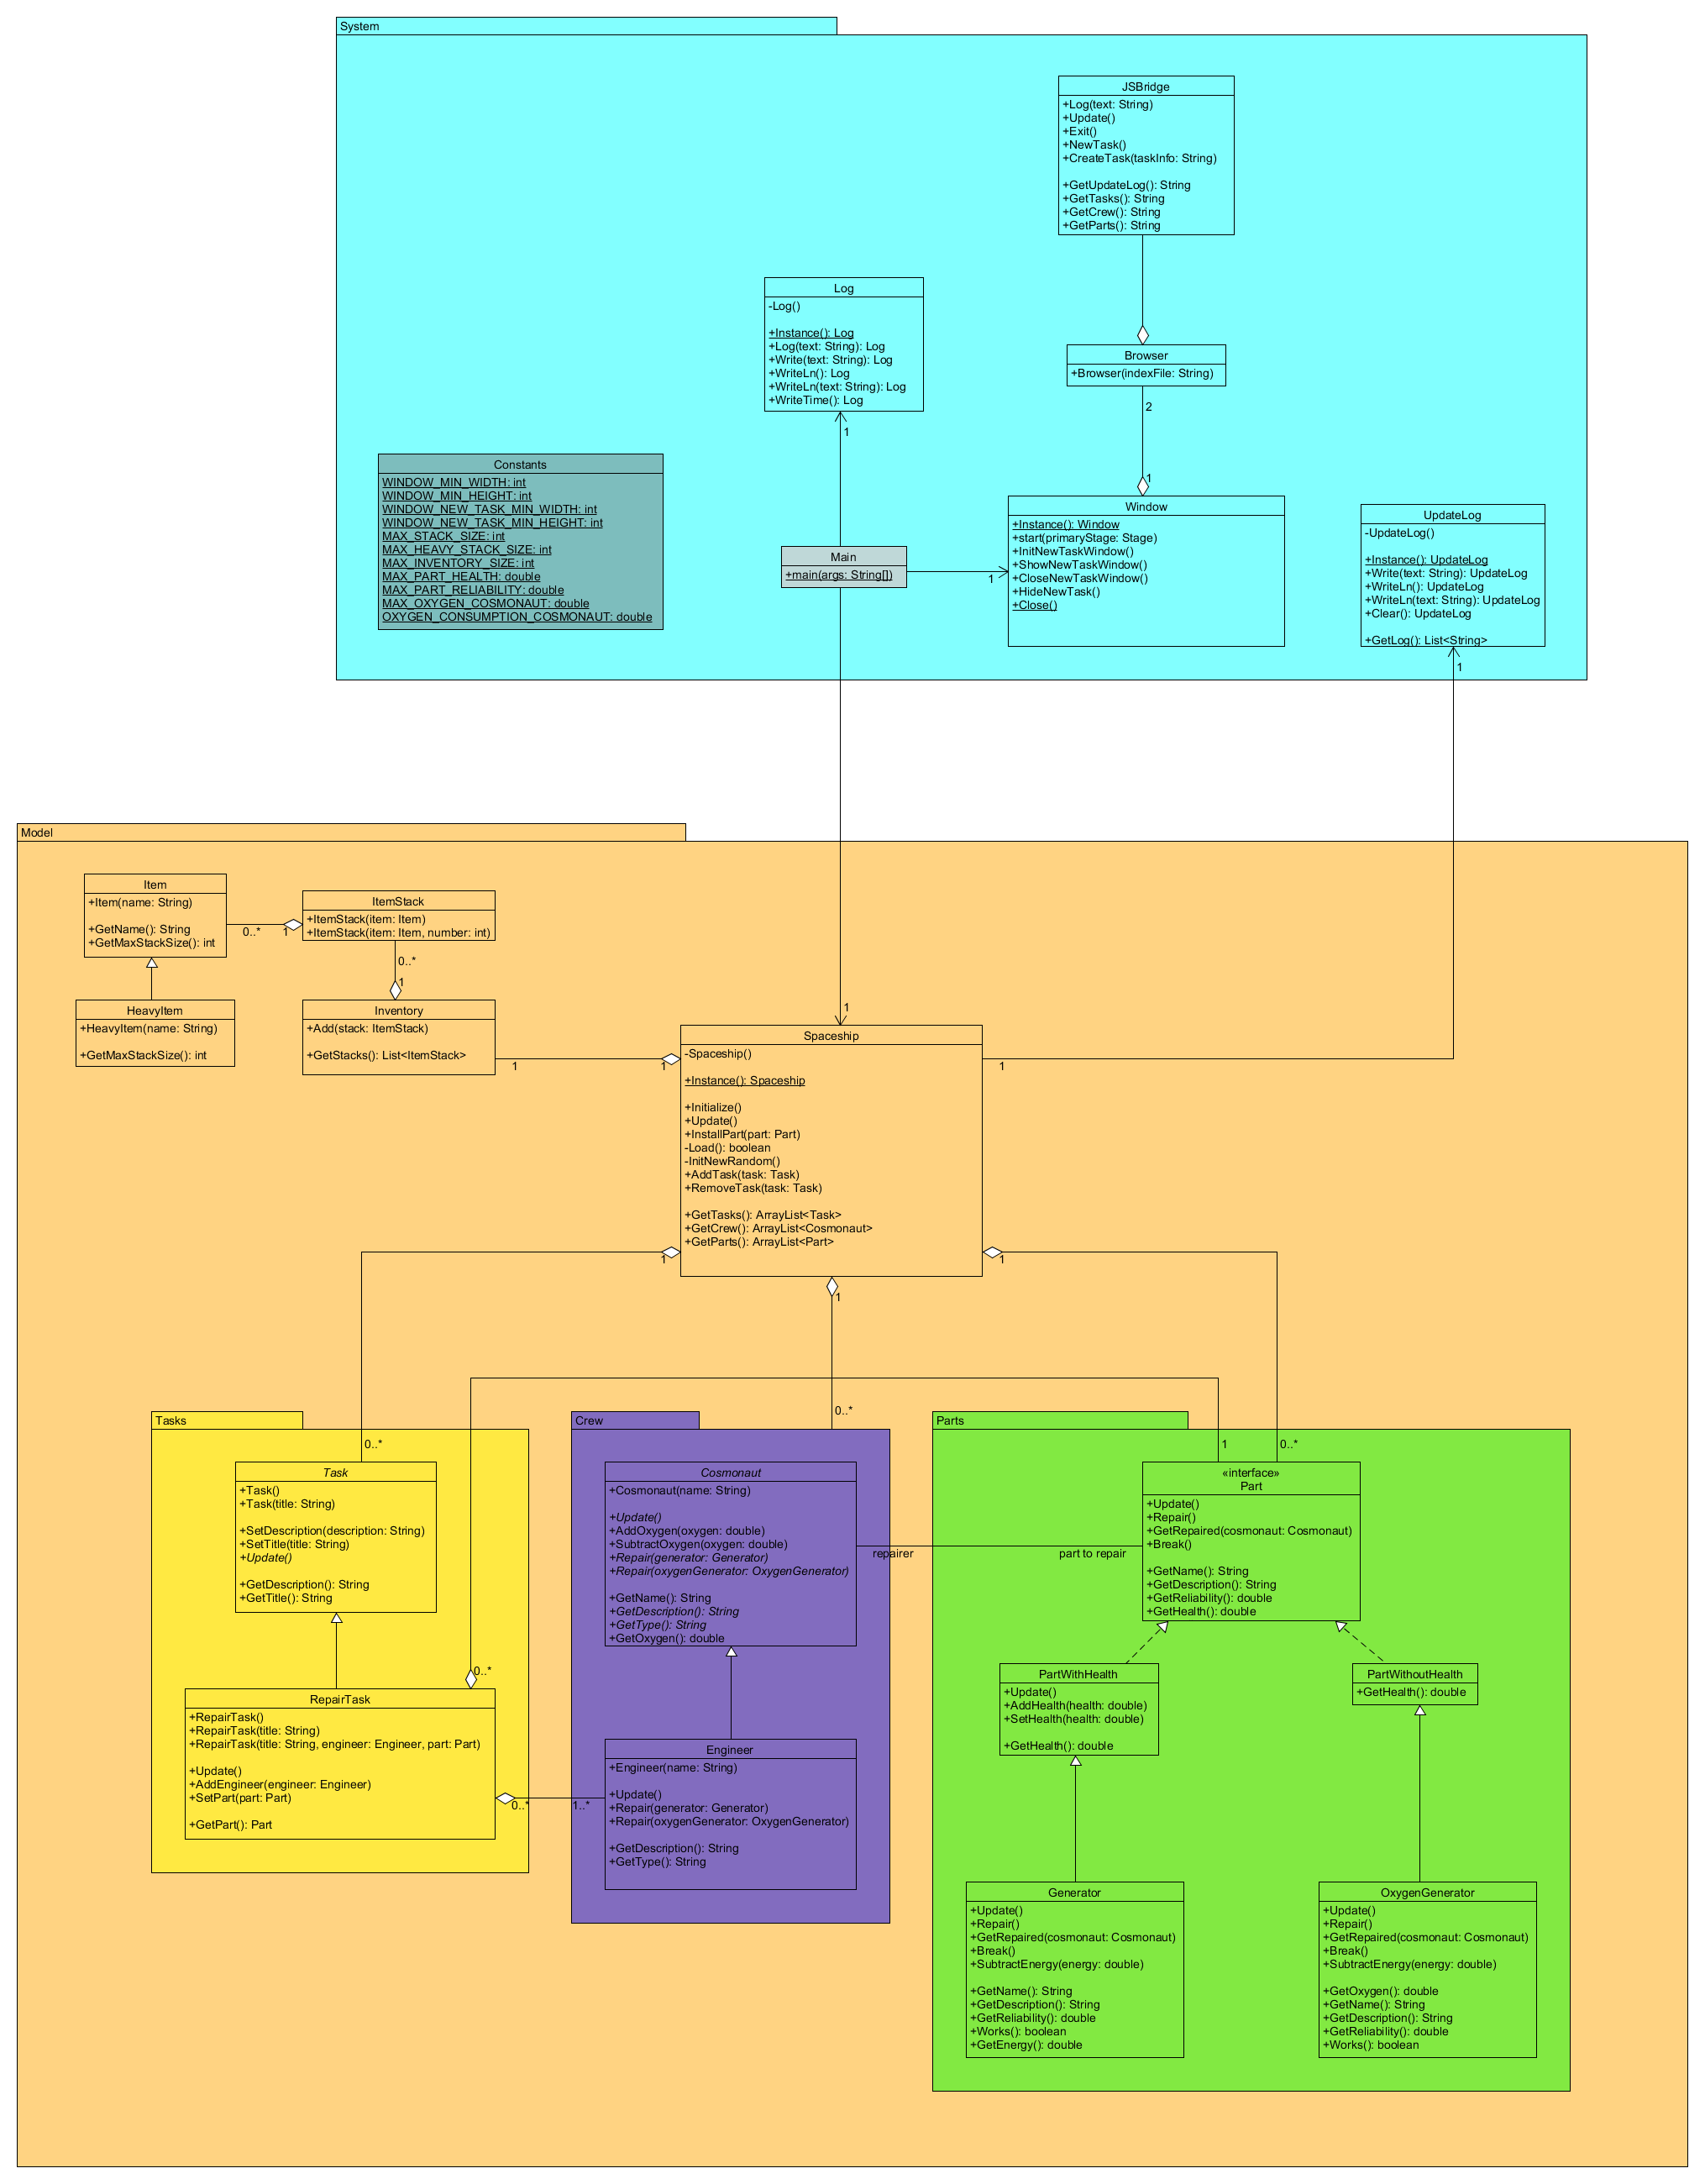 System
JSBridge
+Log(text: String)
+Update()
+Exit()
+NewTask()
+CreateTask(taskInfo: String)
+GetUpdateLog(): String
+GetTasks(): String
+GetCrew(): String
+GetParts(): String
Log
-Log()
+Instance(): Log
+Log(text: String): Log
+Write(text: String): Log
+WriteLn(): Log
+WriteLn(text: String): Log
+WriteTime(): Log
1
Browser
+Browser(indexFile: String)
2
1
Constants
WINDOW_MIN_WIDTH: int
WINDOW_MIN_HEIGHT: int
WINDOW_NEW_TASK_MIN_WIDTH: int
WINDOW_NEW_TASK_MIN_HEIGHT: int
MAX_STACK_SIZE: int
MAX_HEAVY_STACK_SIZE: int
MAX_INVENTORY_SIZE: int
MAX_PART_HEALTH: double
MAX_PART_RELIABILITY: double
MAX_OXYGEN_COSMONAUT: double
OXYGEN_CONSUMPTION_COSMONAUT: double
Main
+main(args: String[])
1
Window
+Instance(): Window
+start(primaryStage: Stage)
+InitNewTaskWindow()
+ShowNewTaskWindow()
+CloseNewTaskWindow()
+HideNewTask()
+Close()
UpdateLog
-UpdateLog()
+Instance(): UpdateLog
+Write(text: String): UpdateLog
+WriteLn(): UpdateLog
+WriteLn(text: String): UpdateLog
+Clear(): UpdateLog
+GetLog(): List<String>
1
Model
Item
+Item(name: String)
+GetName(): String
+GetMaxStackSize(): int
0..*
1
ItemStack
+ItemStack(item: Item)
+ItemStack(item: Item, number: int)
0..*
1
HeavyItem
+HeavyItem(name: String)
+GetMaxStackSize(): int
Inventory
+Add(stack: ItemStack)
+GetStacks(): List<ItemStack>
1
1
1
Spaceship
-Spaceship()
+Instance(): Spaceship
+Initialize()
+Update()
+InstallPart(part: Part)
-Load(): boolean
-InitNewRandom()
+AddTask(task: Task)
+RemoveTask(task: Task)
+GetTasks(): ArrayList<Task>
+GetCrew(): ArrayList<Cosmonaut>
+GetParts(): ArrayList<Part>
1
1
1
1
0..*
Tasks
0..*
Task
+Task()
+Task(title: String)
+SetDescription(description: String)
+SetTitle(title: String)
+Update()
+GetDescription(): String
+GetTitle(): String
0..*
RepairTask
+RepairTask()
+RepairTask(title: String)
+RepairTask(title: String, engineer: Engineer, part: Part)
+Update()
+AddEngineer(engineer: Engineer)
+SetPart(part: Part)
+GetPart(): Part
0..*
1..*
Crew
Cosmonaut
+Cosmonaut(name: String)
+Update()
+AddOxygen(oxygen: double)
+SubtractOxygen(oxygen: double)
+Repair(generator: Generator)
+Repair(oxygenGenerator: OxygenGenerator)
+GetName(): String
+GetDescription(): String
+GetType(): String
+GetOxygen(): double
repairer
part to repair
Engineer
+Engineer(name: String)
+Update()
+Repair(generator: Generator)
+Repair(oxygenGenerator: OxygenGenerator)
+GetDescription(): String
+GetType(): String
Parts
1
0..*
«interface»
Part
+Update()
+Repair()
+GetRepaired(cosmonaut: Cosmonaut)
+Break()
+GetName(): String
+GetDescription(): String
+GetReliability(): double
+GetHealth(): double
PartWithHealth
+Update()
+AddHealth(health: double)
+SetHealth(health: double)
+GetHealth(): double
PartWithoutHealth
+GetHealth(): double
Generator
+Update()
+Repair()
+GetRepaired(cosmonaut: Cosmonaut)
+Break()
+SubtractEnergy(energy: double)
+GetName(): String
+GetDescription(): String
+GetReliability(): double
+Works(): boolean
+GetEnergy(): double
OxygenGenerator
+Update()
+Repair()
+GetRepaired(cosmonaut: Cosmonaut)
+Break()
+SubtractEnergy(energy: double)
+GetOxygen(): double
+GetName(): String
+GetDescription(): String
+GetReliability(): double
+Works(): boolean